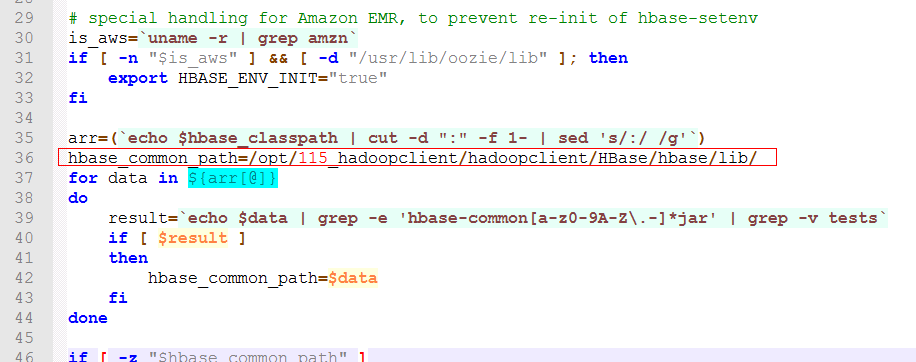 29 # special handling for Amazon EMR, to prevent re-init of hbase-setenv
30 is_aws=`uname -r | grep amzn`
31 if [ -n "$is_aws" ] && [ -d "/usr/lib/oozie/lib" ]; then
32 export HBASE_ENV_INIT="true"
33 fi
34
35 arr=(`echo $hbase_classpath | cut -d ":" -f 1- | sed 's/:/ /g'`)
36 hbase_common_path=/opt/115_hadoopclient/hadoopclient/HBase/hbase/lib/
37 for data in ${arr[@]}
38 do
39 result=`echo $data | grep -e 'hbase-common[a-z0-9A-Z\.-]*jar' | grep -v tests`
40 if [ $result ]
41 then
42 hbase_common_path=$data
43 fi
44 done
45
46 if [ -z "$hbase_common_path" ]